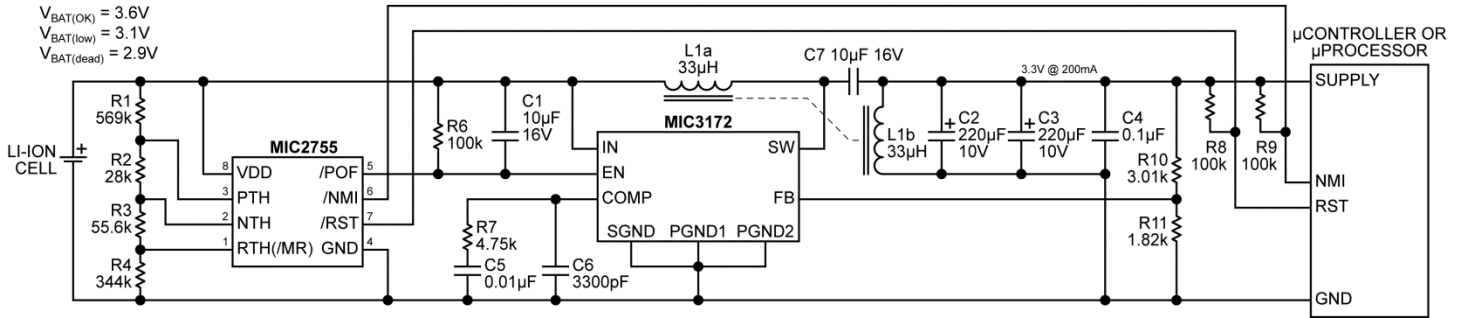 VBAT(OK) = 3.6V
VBAT(low) = 3.1V
VBAT(dead) = 2.9V
LI-ION
CELL
+
R1
569k
R2
28k
R3
55.6k
R4
344k
MIC2755
8
VDD
3
PTH
2
NTH
1
RTH(/MR)
/POF
5
/NMI
6
/RST
7
GND
4
R6
100k
C1
10µF
16V
R7
4.75k
C5
0.01µF
C6
3300pF
L1a
33µH
MIC3172
IN
EN
COMP
SW
FB
SGND
PGND1
PGND2
C7 10µF 16V
L1b
33µH
+
C2
220µF
10V
+
C3
220µF
10V
C4
0.1µF
3.3V @ 200mA
R10
3.01k
R11
1.82k
R8
100k
R9
100k
µCONTROLLER OR
µPROCESSOR
SUPPLY
NMI
RST
GND